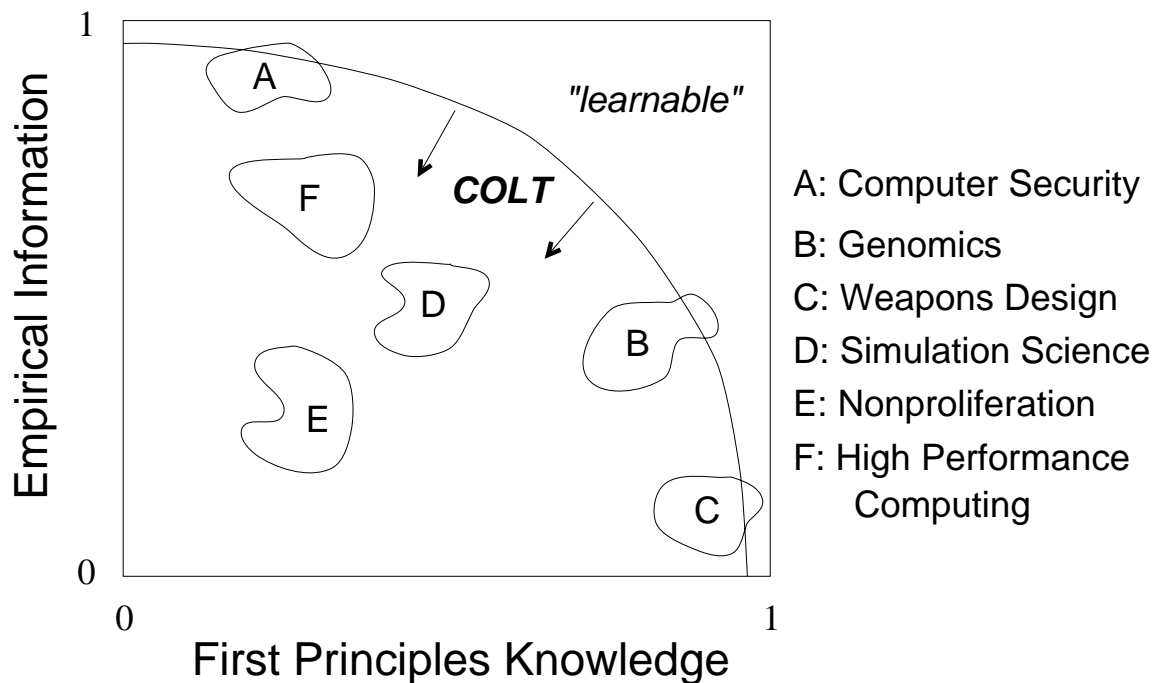 1
"learnable"
A
COLT
F
D
B
E
C
0
0
1
Empirical Information
First Principles Knowledge
A: Computer Security
B: Genomics
C: Weapons Design
D: Simulation Science
E: Nonproliferation
F: High Performance
Computing